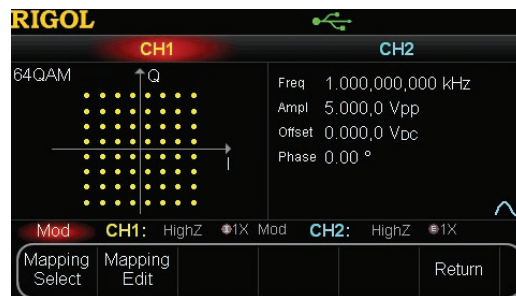 RIGOL
CH1 CH2
64QAM Q
I
Freq 1.000,000,000 kHz
Ampl 5.000,0 Vpp
Offset 0.000,0 VDC
Phase 0.00 °
Mod CH1: HighZ 1X Mod CH2: HighZ 1X
Mapping Select
Mapping Edit
Return